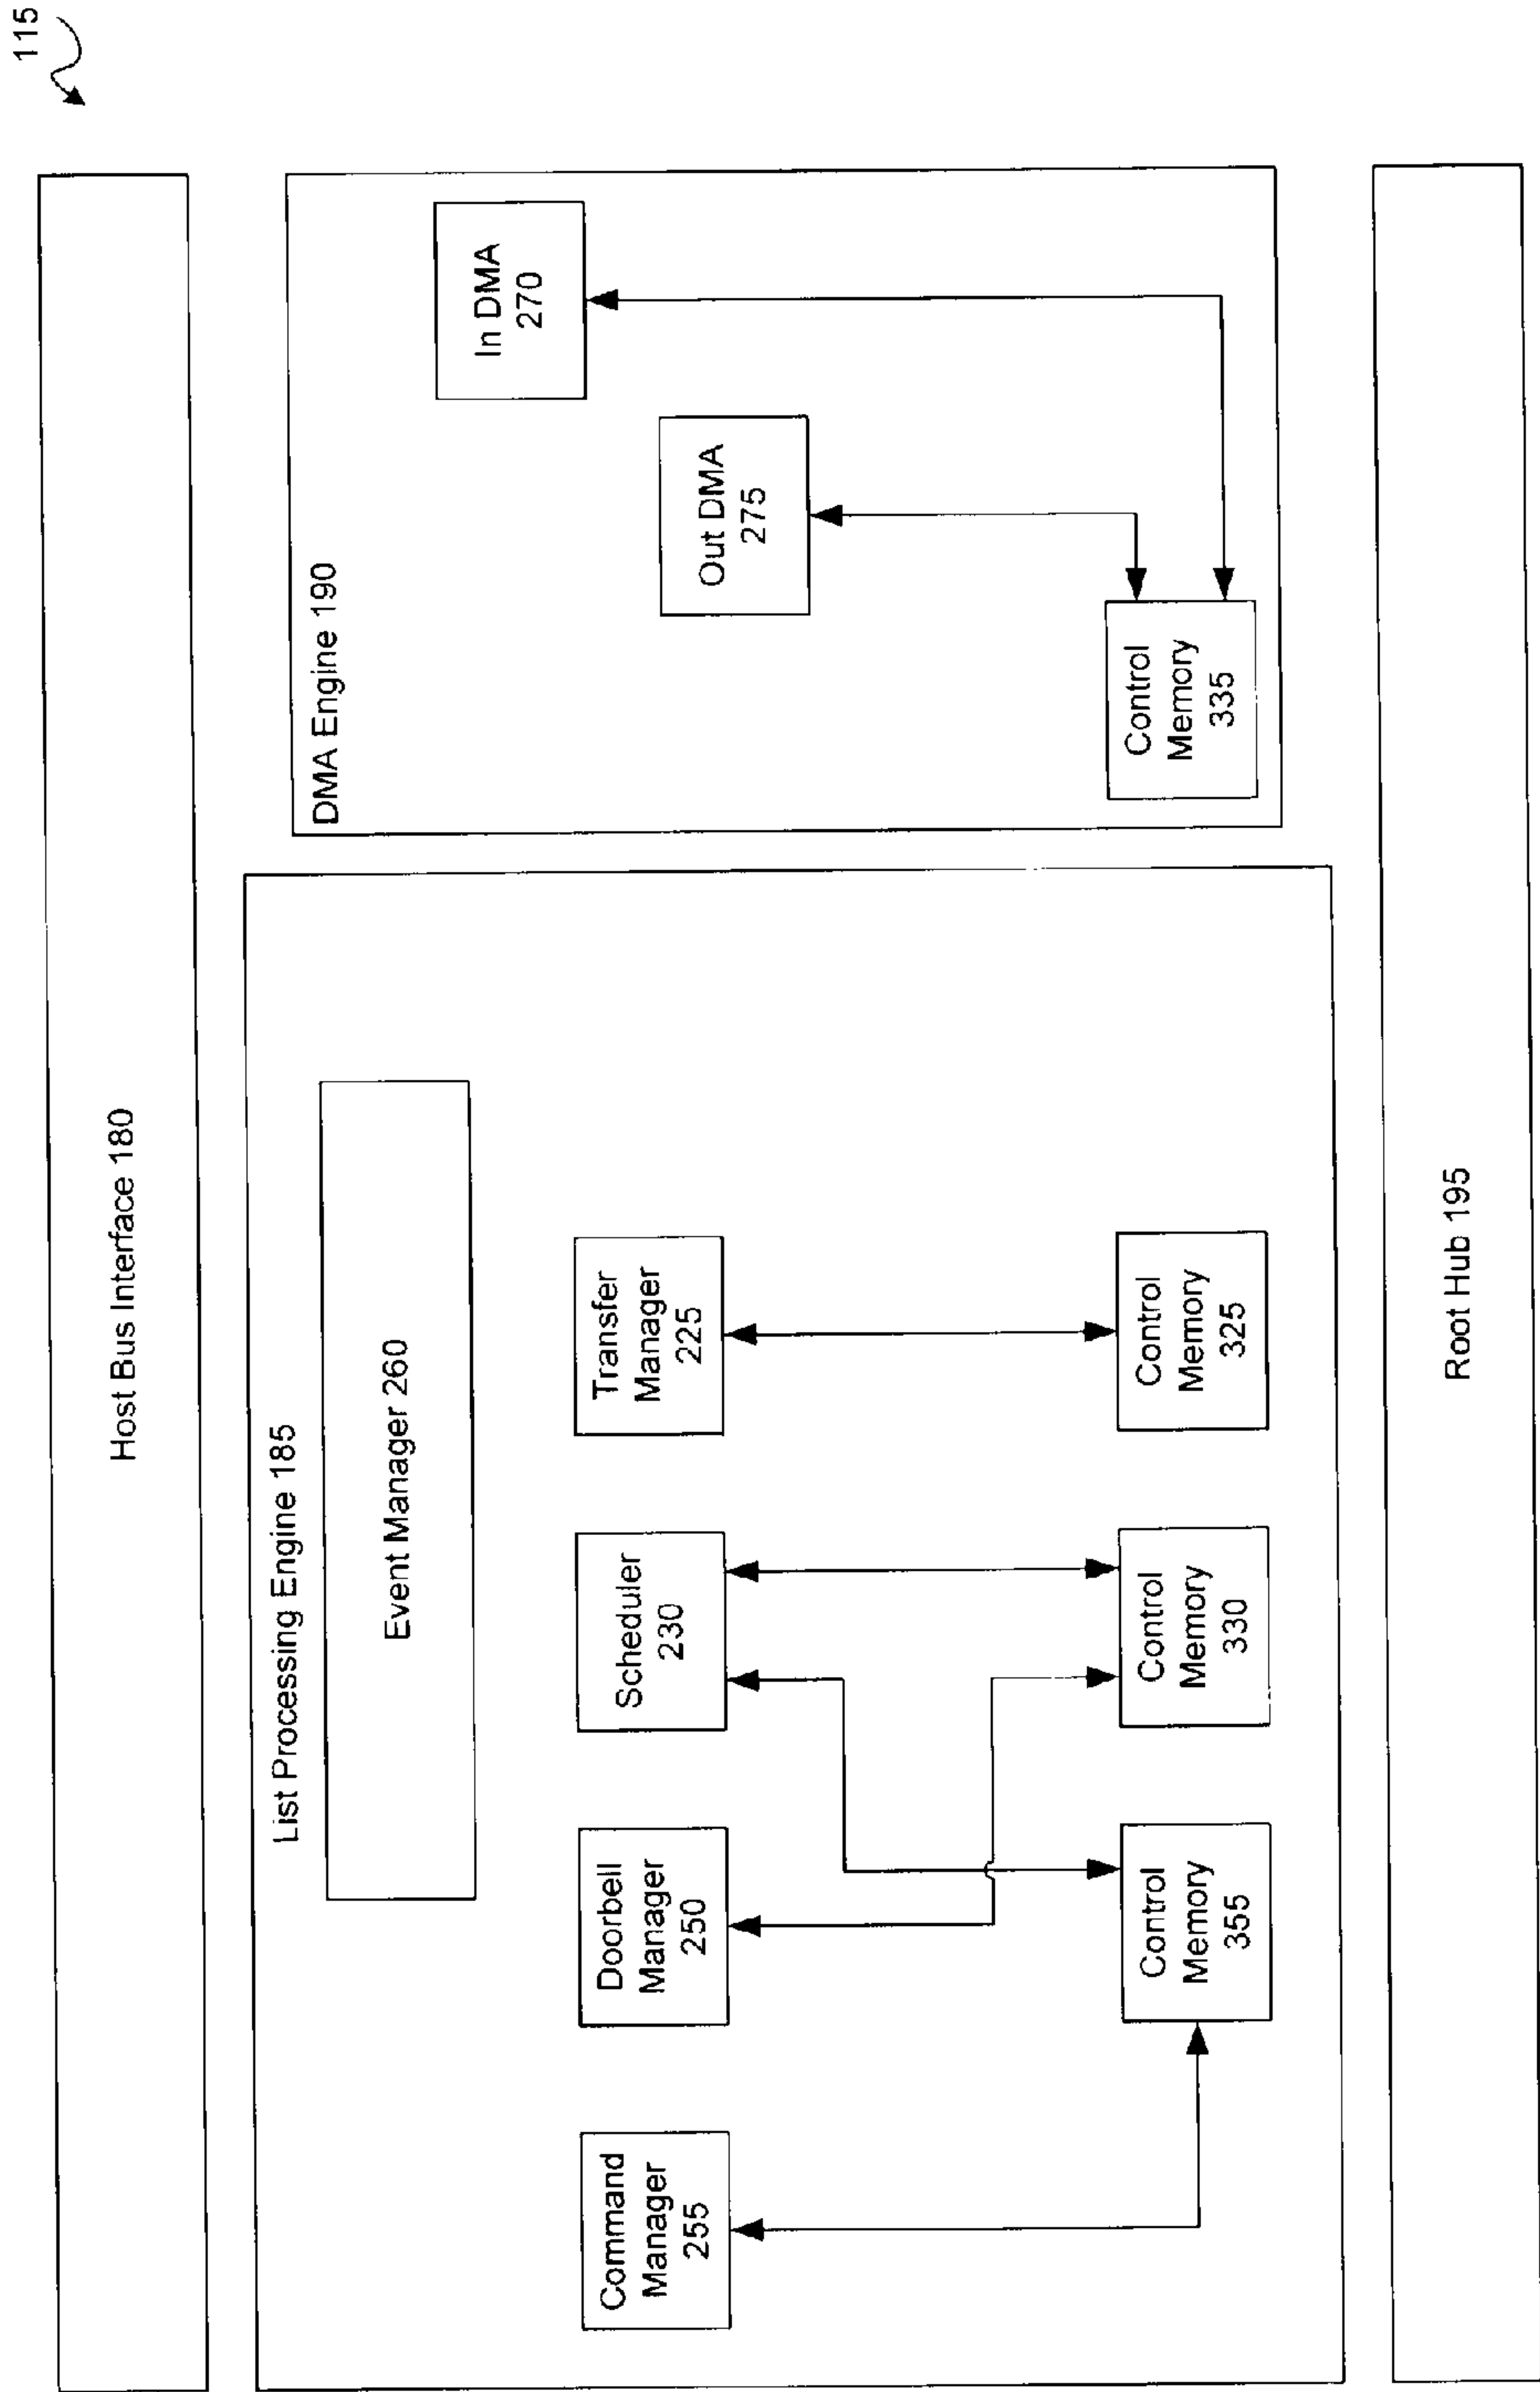 115
Host Bus Interface 180
List Processing Engine 185
Event Manager 260
Command
Manager
255
Doorbell
Manager
250
Scheduler
230
Transfer
Manager
225
Control
Memory
355
Control
Memory
330
Control
Memory
325
DMA Engine 190
In DMA
270
Out DMA
275
Control
Memory
335
Root Hub 195